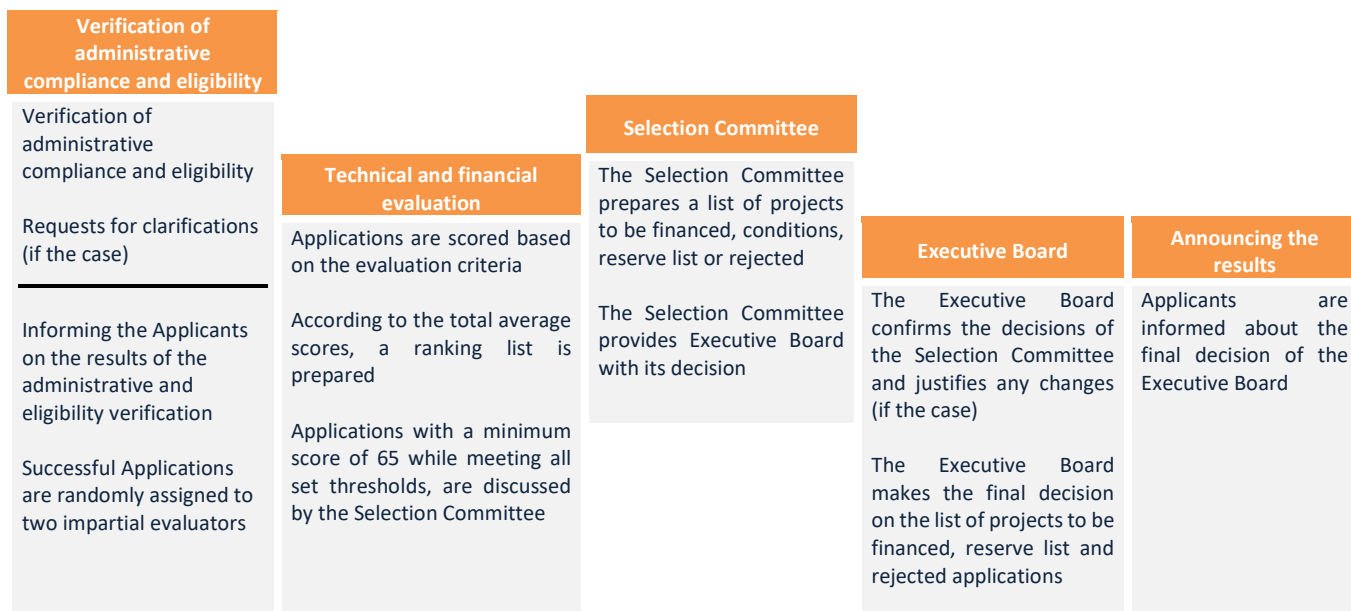 Verification of
administrative
compliance and eligibility
Verification of
administrative
compliance and eligibility
Requests for clarifications
(if the case)
Informing the Applicants
on the results of the
administrative and
eligibility verification
Successful Applications
are randomly assigned to
two impartial evaluators
Technical and financial
evaluation
Applications are scored based
on the evaluation criteria
According to the total average
scores, a ranking list is
prepared
Applications with a minimum
score of 65 while meeting all
set thresholds, are discussed
by the Selection Committee
Selection Committee
The Selection Committee
prepares a list of projects
to be financed, conditions,
reserve list or rejected
The Selection Committee
provides Executive Board
with its decision
Executive Board
The Executive Board
confirms the decisions of
the Selection Committee
and justifies any changes
(if the case)
The Executive Board
makes the final decision
on the list of projects to be
financed, reserve list and
rejected applications
Announcing the
results
Applicants are
informed about the
final decision of the
Executive Board